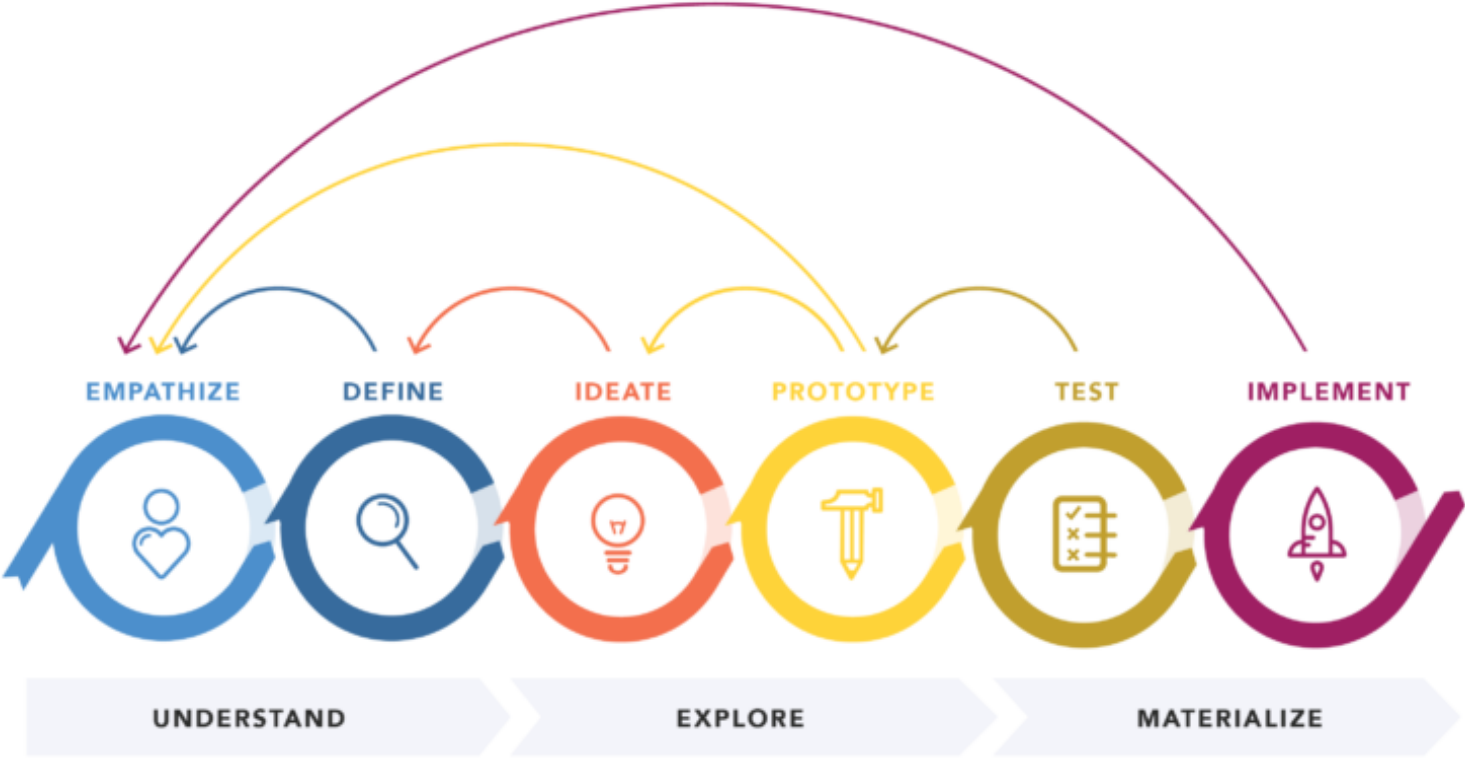 EMPATHIZE
DEFINE
IDEATE
PROTOTYPE
TEST
IMPLEMENT
UNDERSTAND
EXPLORE
MATERIALIZE